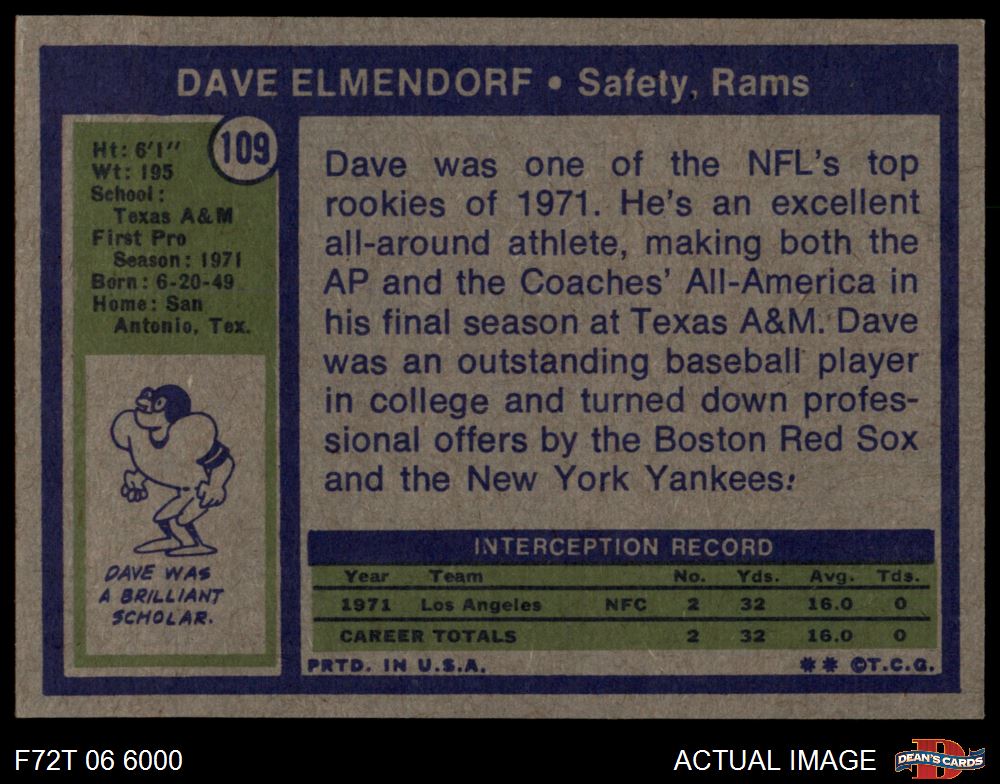 DAVE ELMENDORF • Safety, Rams
109
Ht: 6'1''
Wt: 195
School:
Texas A&M
First Pro
Season: 1971
Born: 6-20-49
Home: San
Antonio, Tex.
DAVE WAS
A BRILLIANT
SCHOLAR.
Dave was one of the NFL's top
rookies of 1971. He's an excellent
all-around athlete, making both the
AP and the Coaches' All-America in
his final season at Texas A&M. Dave
was an outstanding baseball player
in college and turned down profes-
sional offers by the Boston Red Sox
and the New York Yankees.
INTERCEPTION RECORD
Year Team No. Yds. Avg. Tds.
1971 Los Angeles NFC 2 32 16.0 0
CAREER TOTALS 2 32 16.0 0
PRTD. IN U.S.A. ** ©T.C.G.
F72T 06 6000 ACTUAL IMAGE
D
DEAN'S CARDS